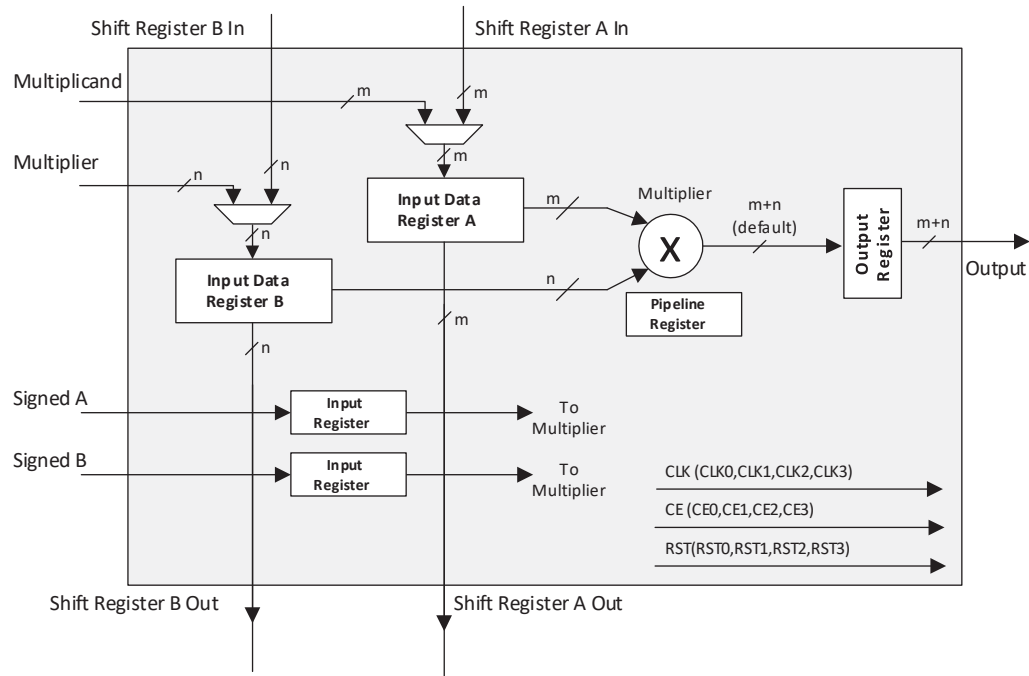 Shift Register B In
Shift Register A In
Multiplicand
m
m
Multiplier
n
n
m
Input Data
Register A
m
Multiplier
X
m+n
(default)
Output
Register
m+n
Output
n
Input Data
Register B
n
Pipeline
Register
m
n
Signed A
Input
Register
To
Multiplier
Signed B
Input
Register
To
Multiplier
CLK (CLK0,CLK1,CLK2,CLK3)
CE (CE0,CE1,CE2,CE3)
RST(RST0,RST1,RST2,RST3)
Shift Register B Out
Shift Register A Out